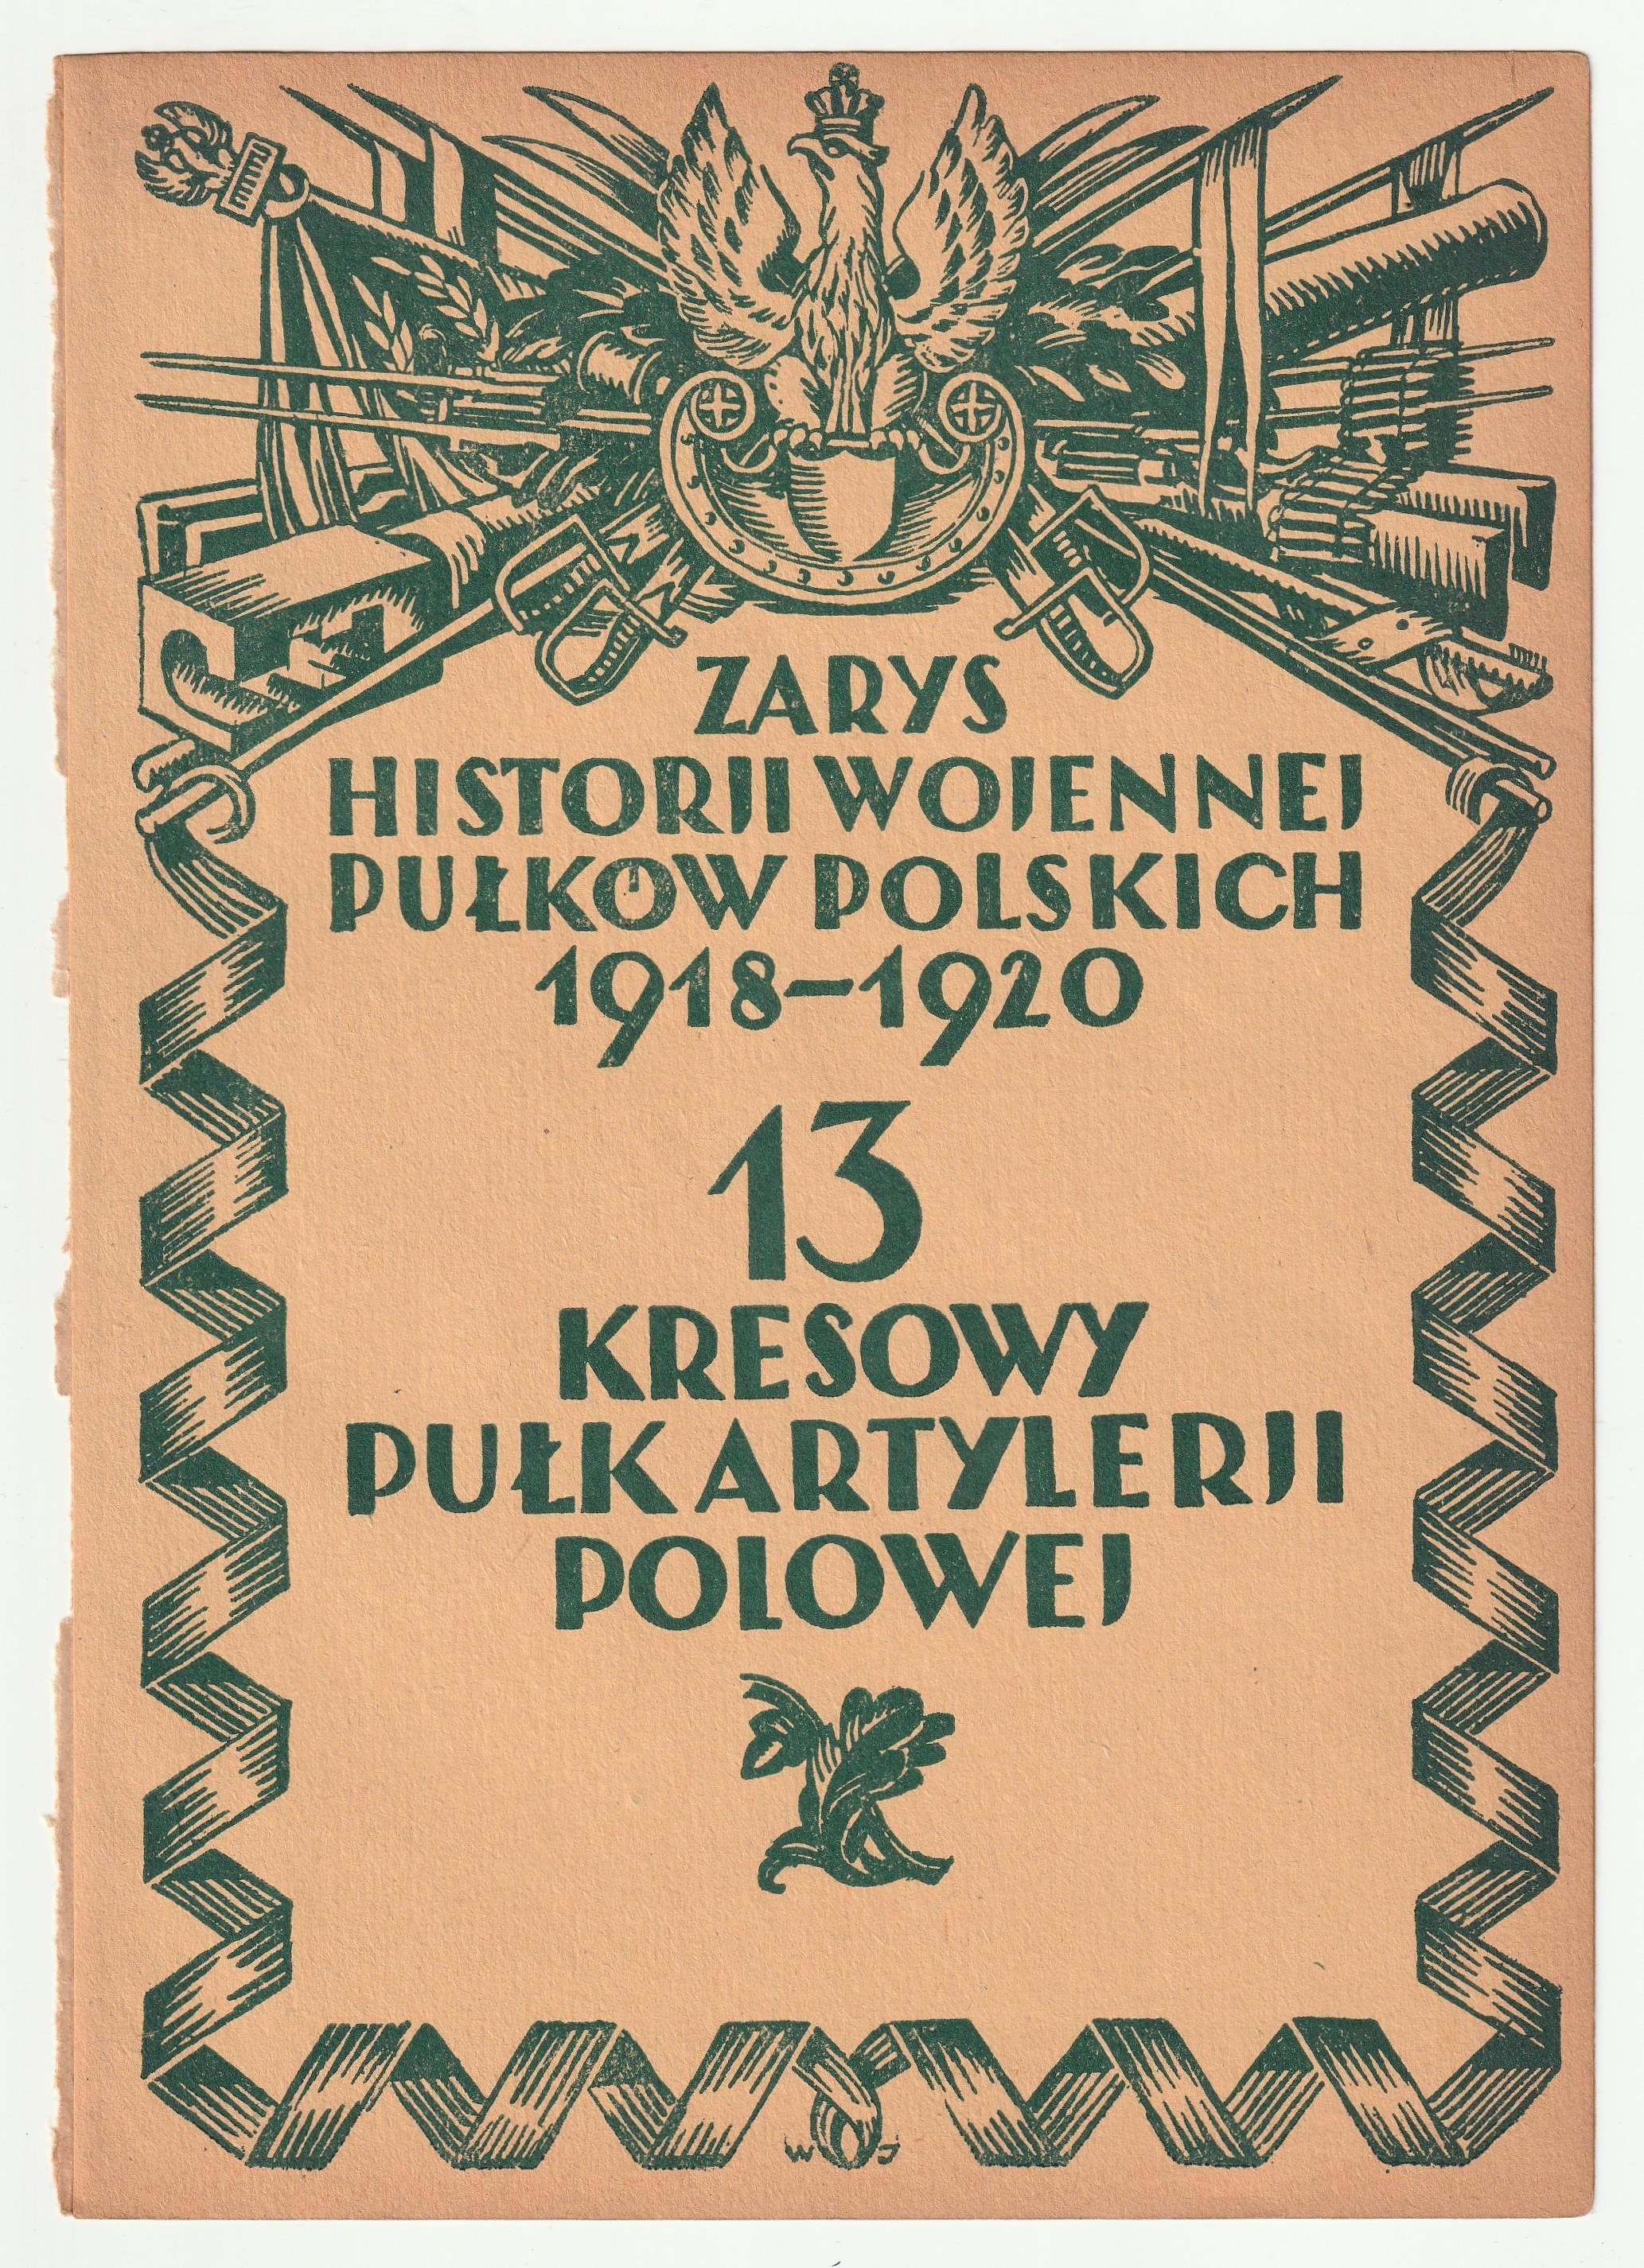 ZARYS
HISTORJI WOJENNEJ
PUŁKÓW POLSKICH
1918–1920
13
KRESOWY
PUŁK ARTYLERJI
POLOWEJ
W J